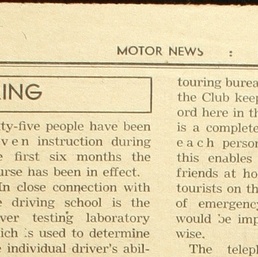 MOTOR NEWS :
ING
ty-five people have been
ven instruction during
e first six months the
urse has been in effect.
In close connection with
e driving school is the
ver testing laboratory
ich is used to determine
individual driver's abil-
touring burea
the Club keep
ord here in th
is a complete
each person
this enables
friends at ho
tourists on th
of emergency
would be imp
wise.
The teleph